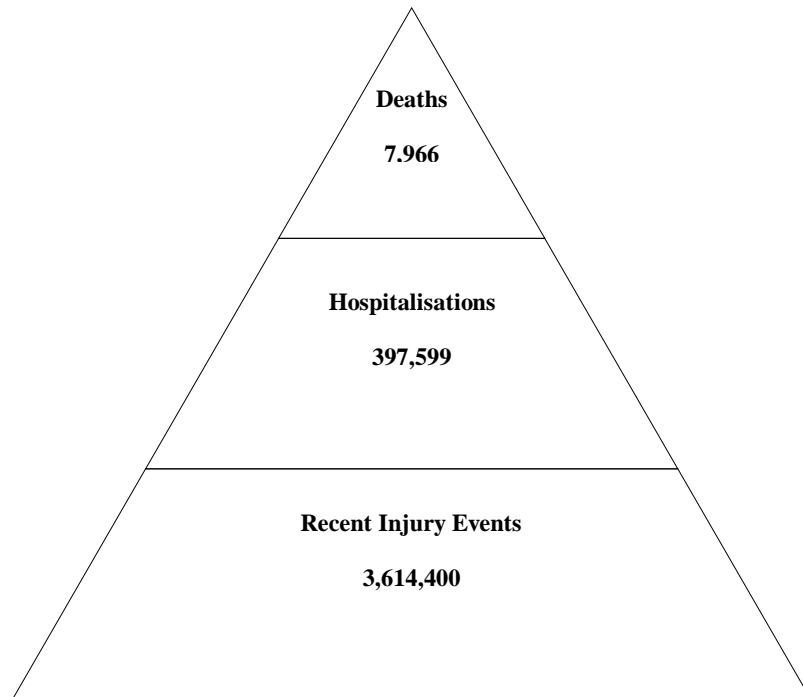 Deaths
7,966
Hospitalisations
397,599
Recent Injury Events
3,614,400